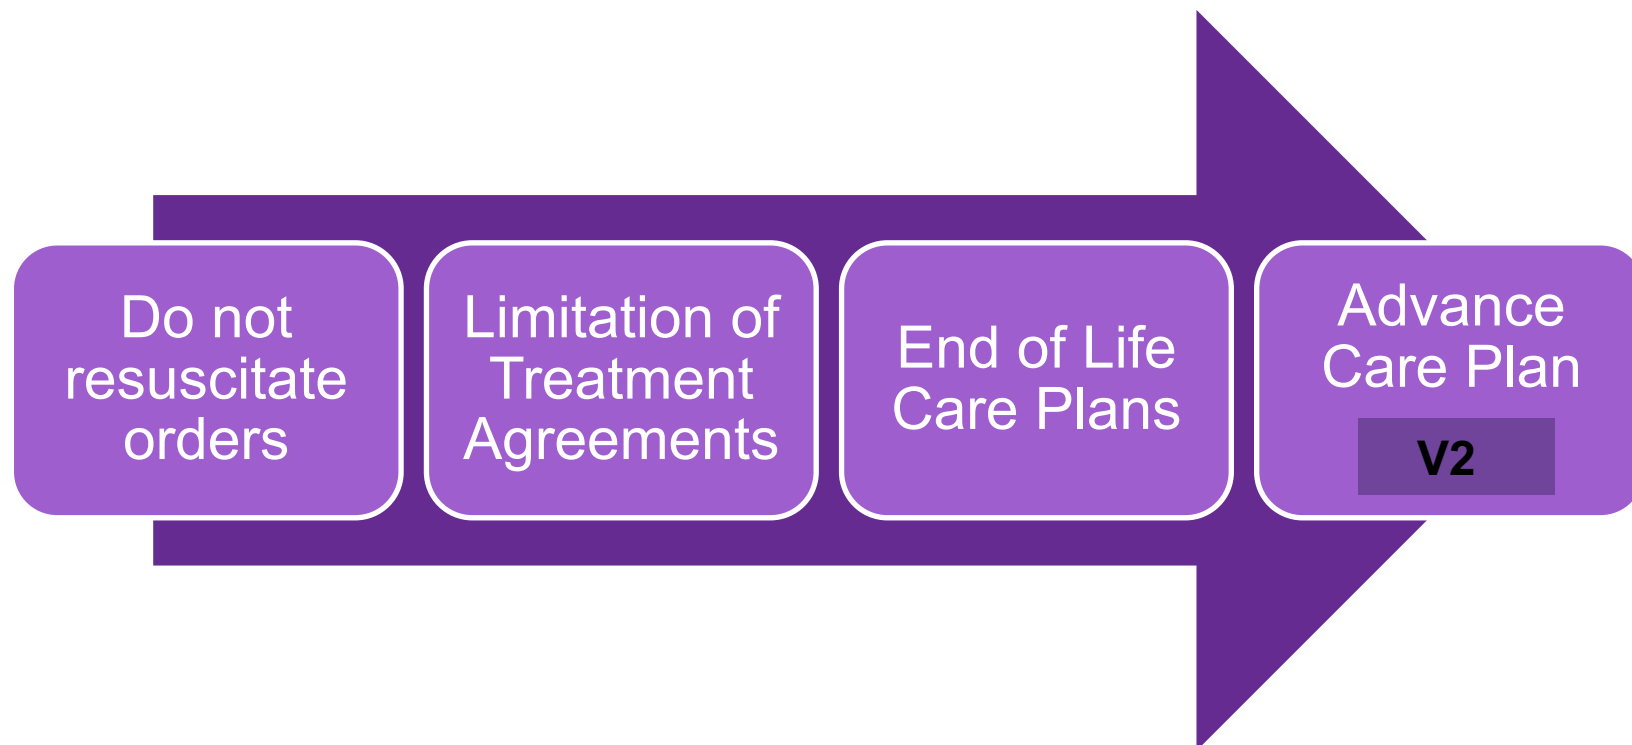 Do not
resuscitate
orders
Limitation of
Treatment
Agreements
End of Life
Care Plans
Advance
Care Plan
V2